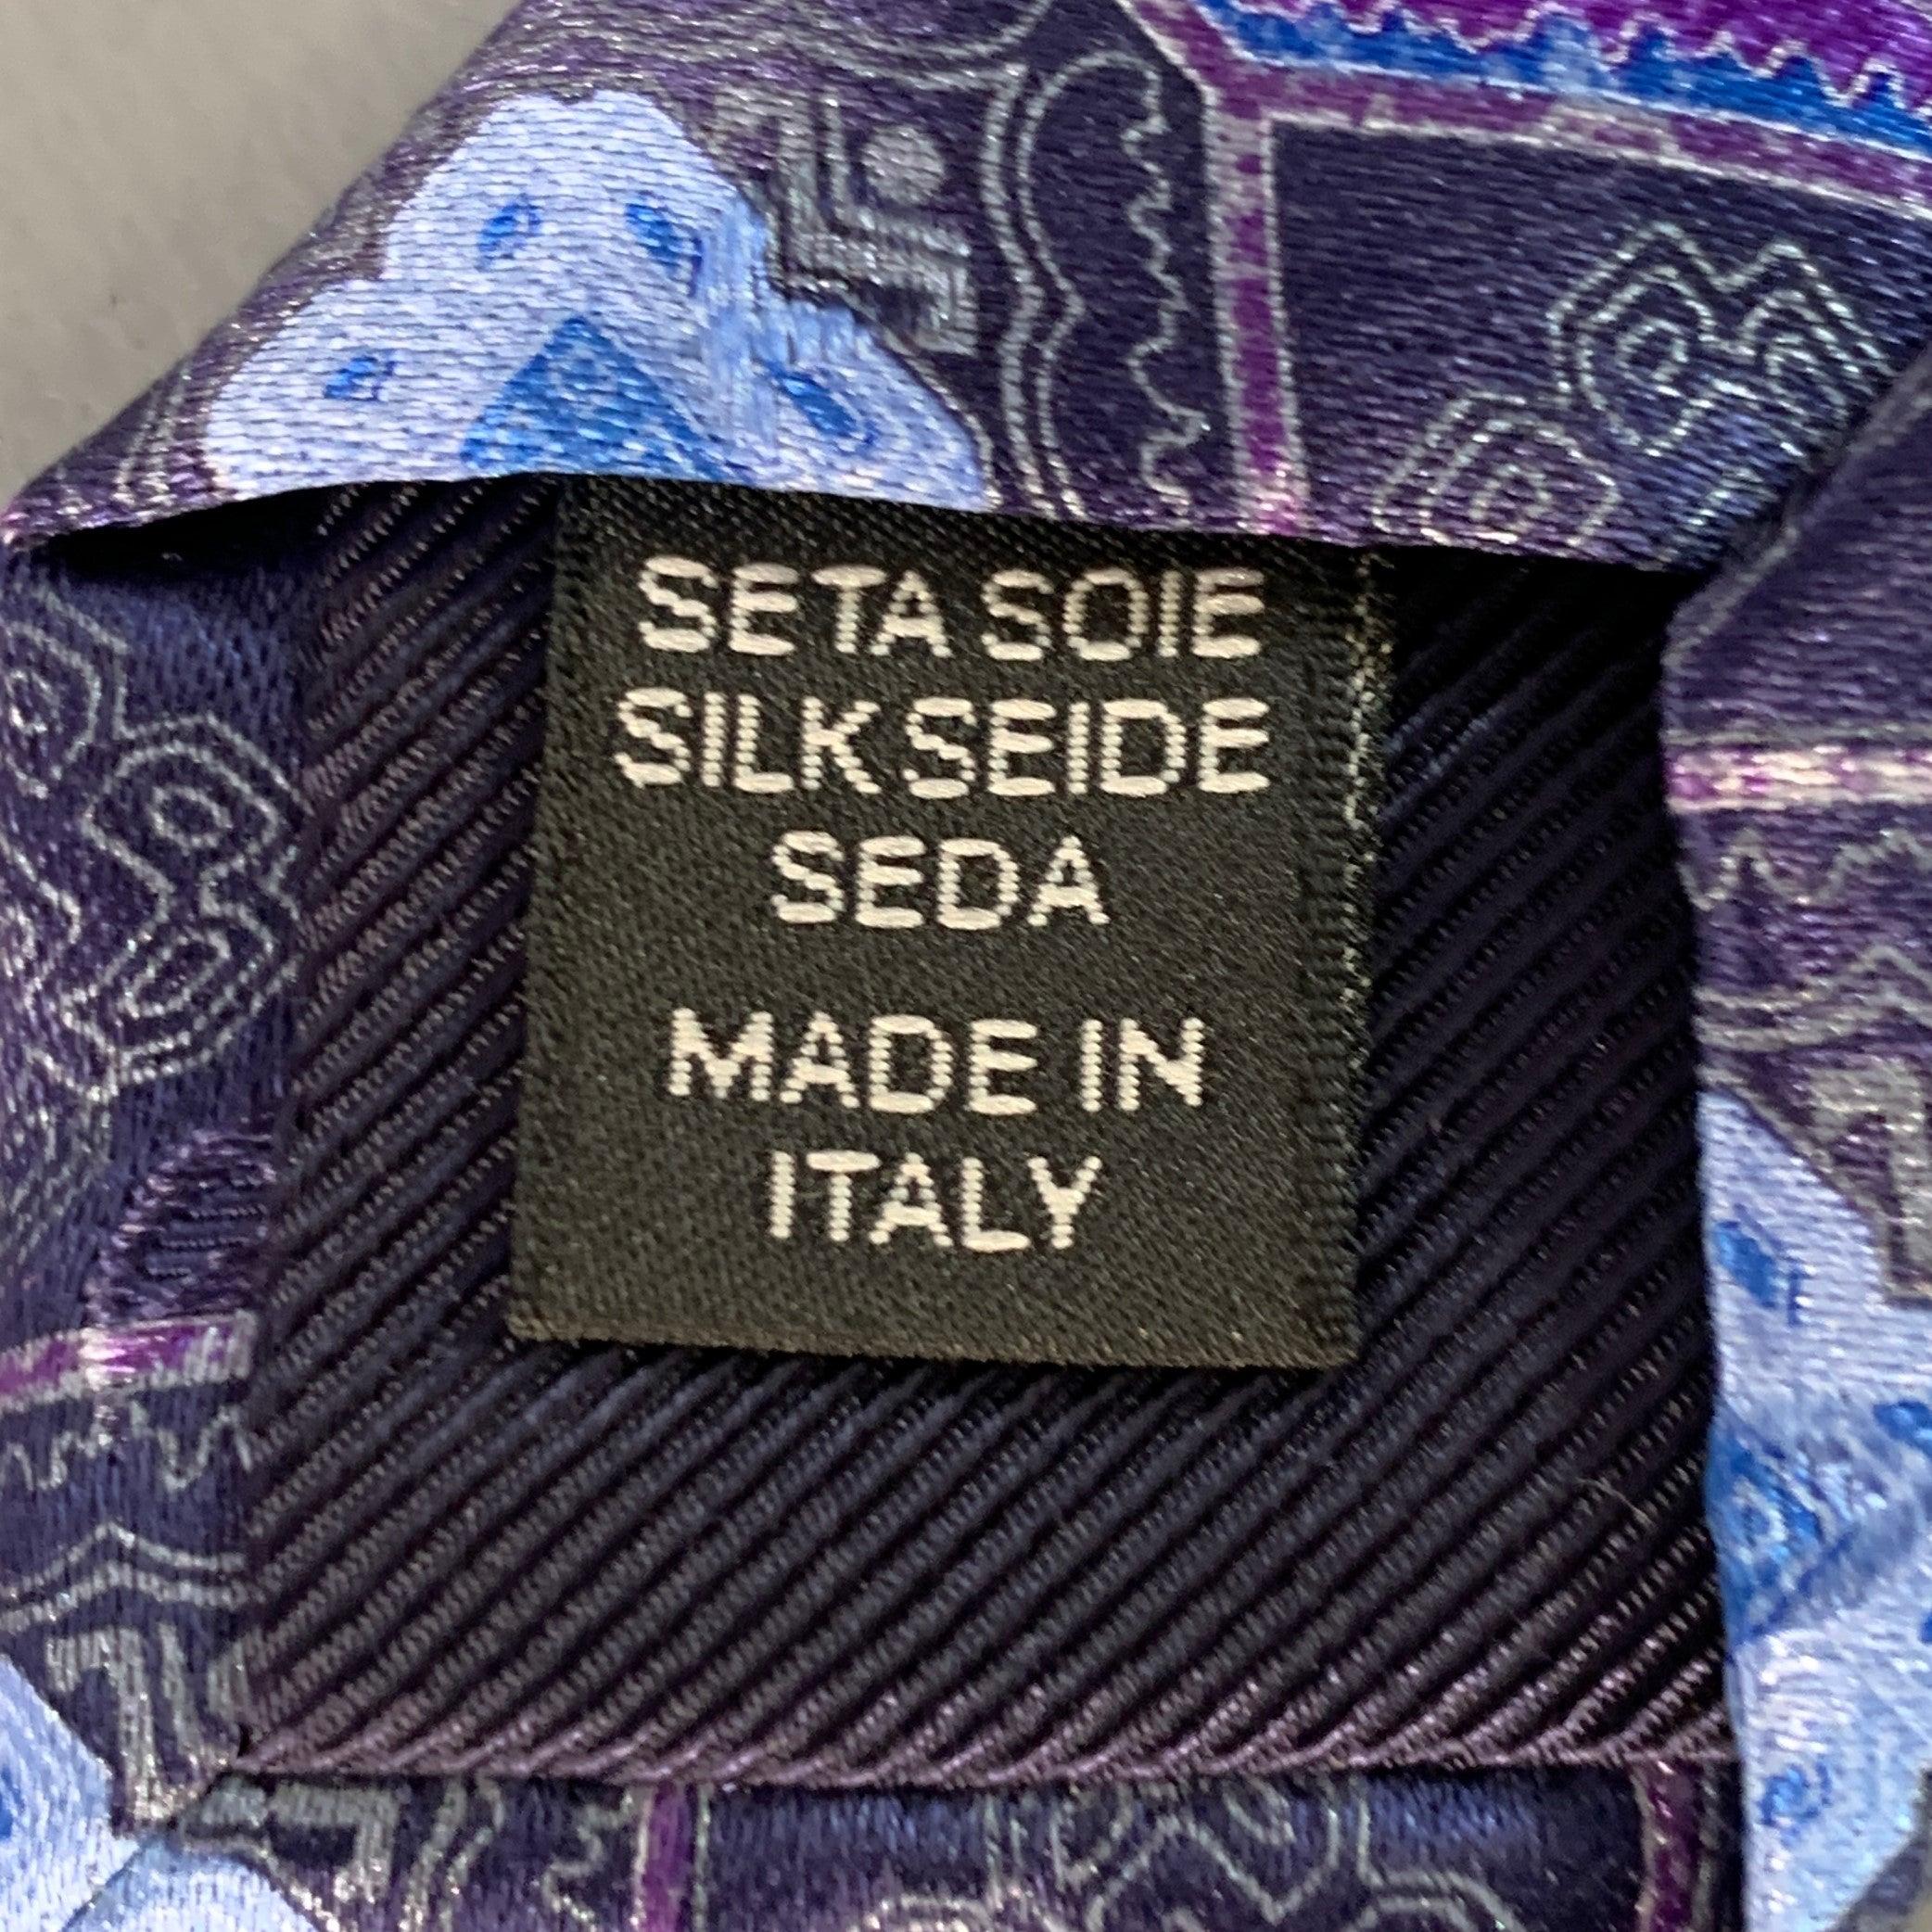 SETA SOIE
SILK SEIDE
SEDA
MADE IN
ITALY